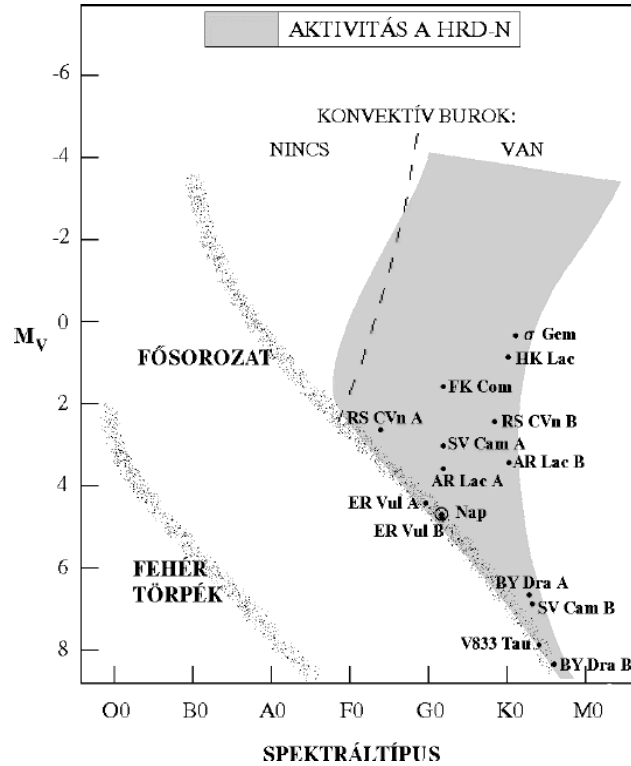 AKTIVITÁS A HRD-N
-6
KONVEKTÍV BUROK:
NINCS
VAN
-4
-2
0
M_V
σ Gem
HK Lac
FŐSOROZAT
FK Com
2
RS CVn A
RS CVn B
SV Cam A
AR Lac B
4
AR Lac A
ER Vul A
Nap
ER Vul B
6
FEHÉR
TÖRPÉK
BY Dra A
SV Cam B
V833 Tau
8
BY Dra B
O0 B0 A0 F0 G0 K0 M0
SPEKTRÁLTÍPUS